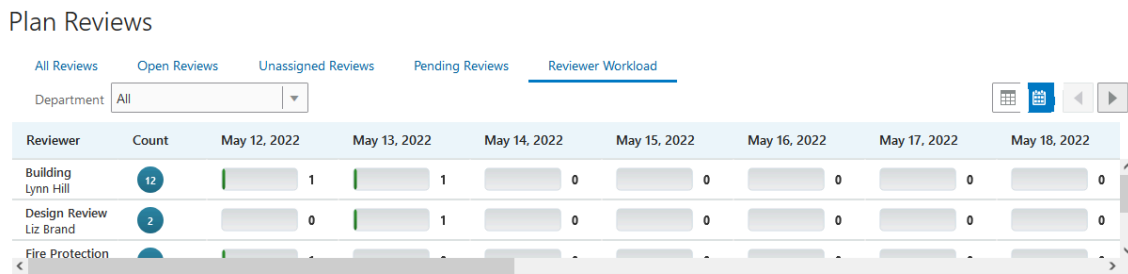 Plan Reviews
All Reviews Open Reviews Unassigned Reviews Pending Reviews Reviewer Workload
Department All
Reviewer Count May 12, 2022 May 13, 2022 May 14, 2022 May 15, 2022 May 16, 2022 May 17, 2022 May 18, 2022
Building
Lynn Hill
12 1 1 0 0 0 0 0
Design Review
Liz Brand
2 0 1 0 0 0 0 0
Fire Protection